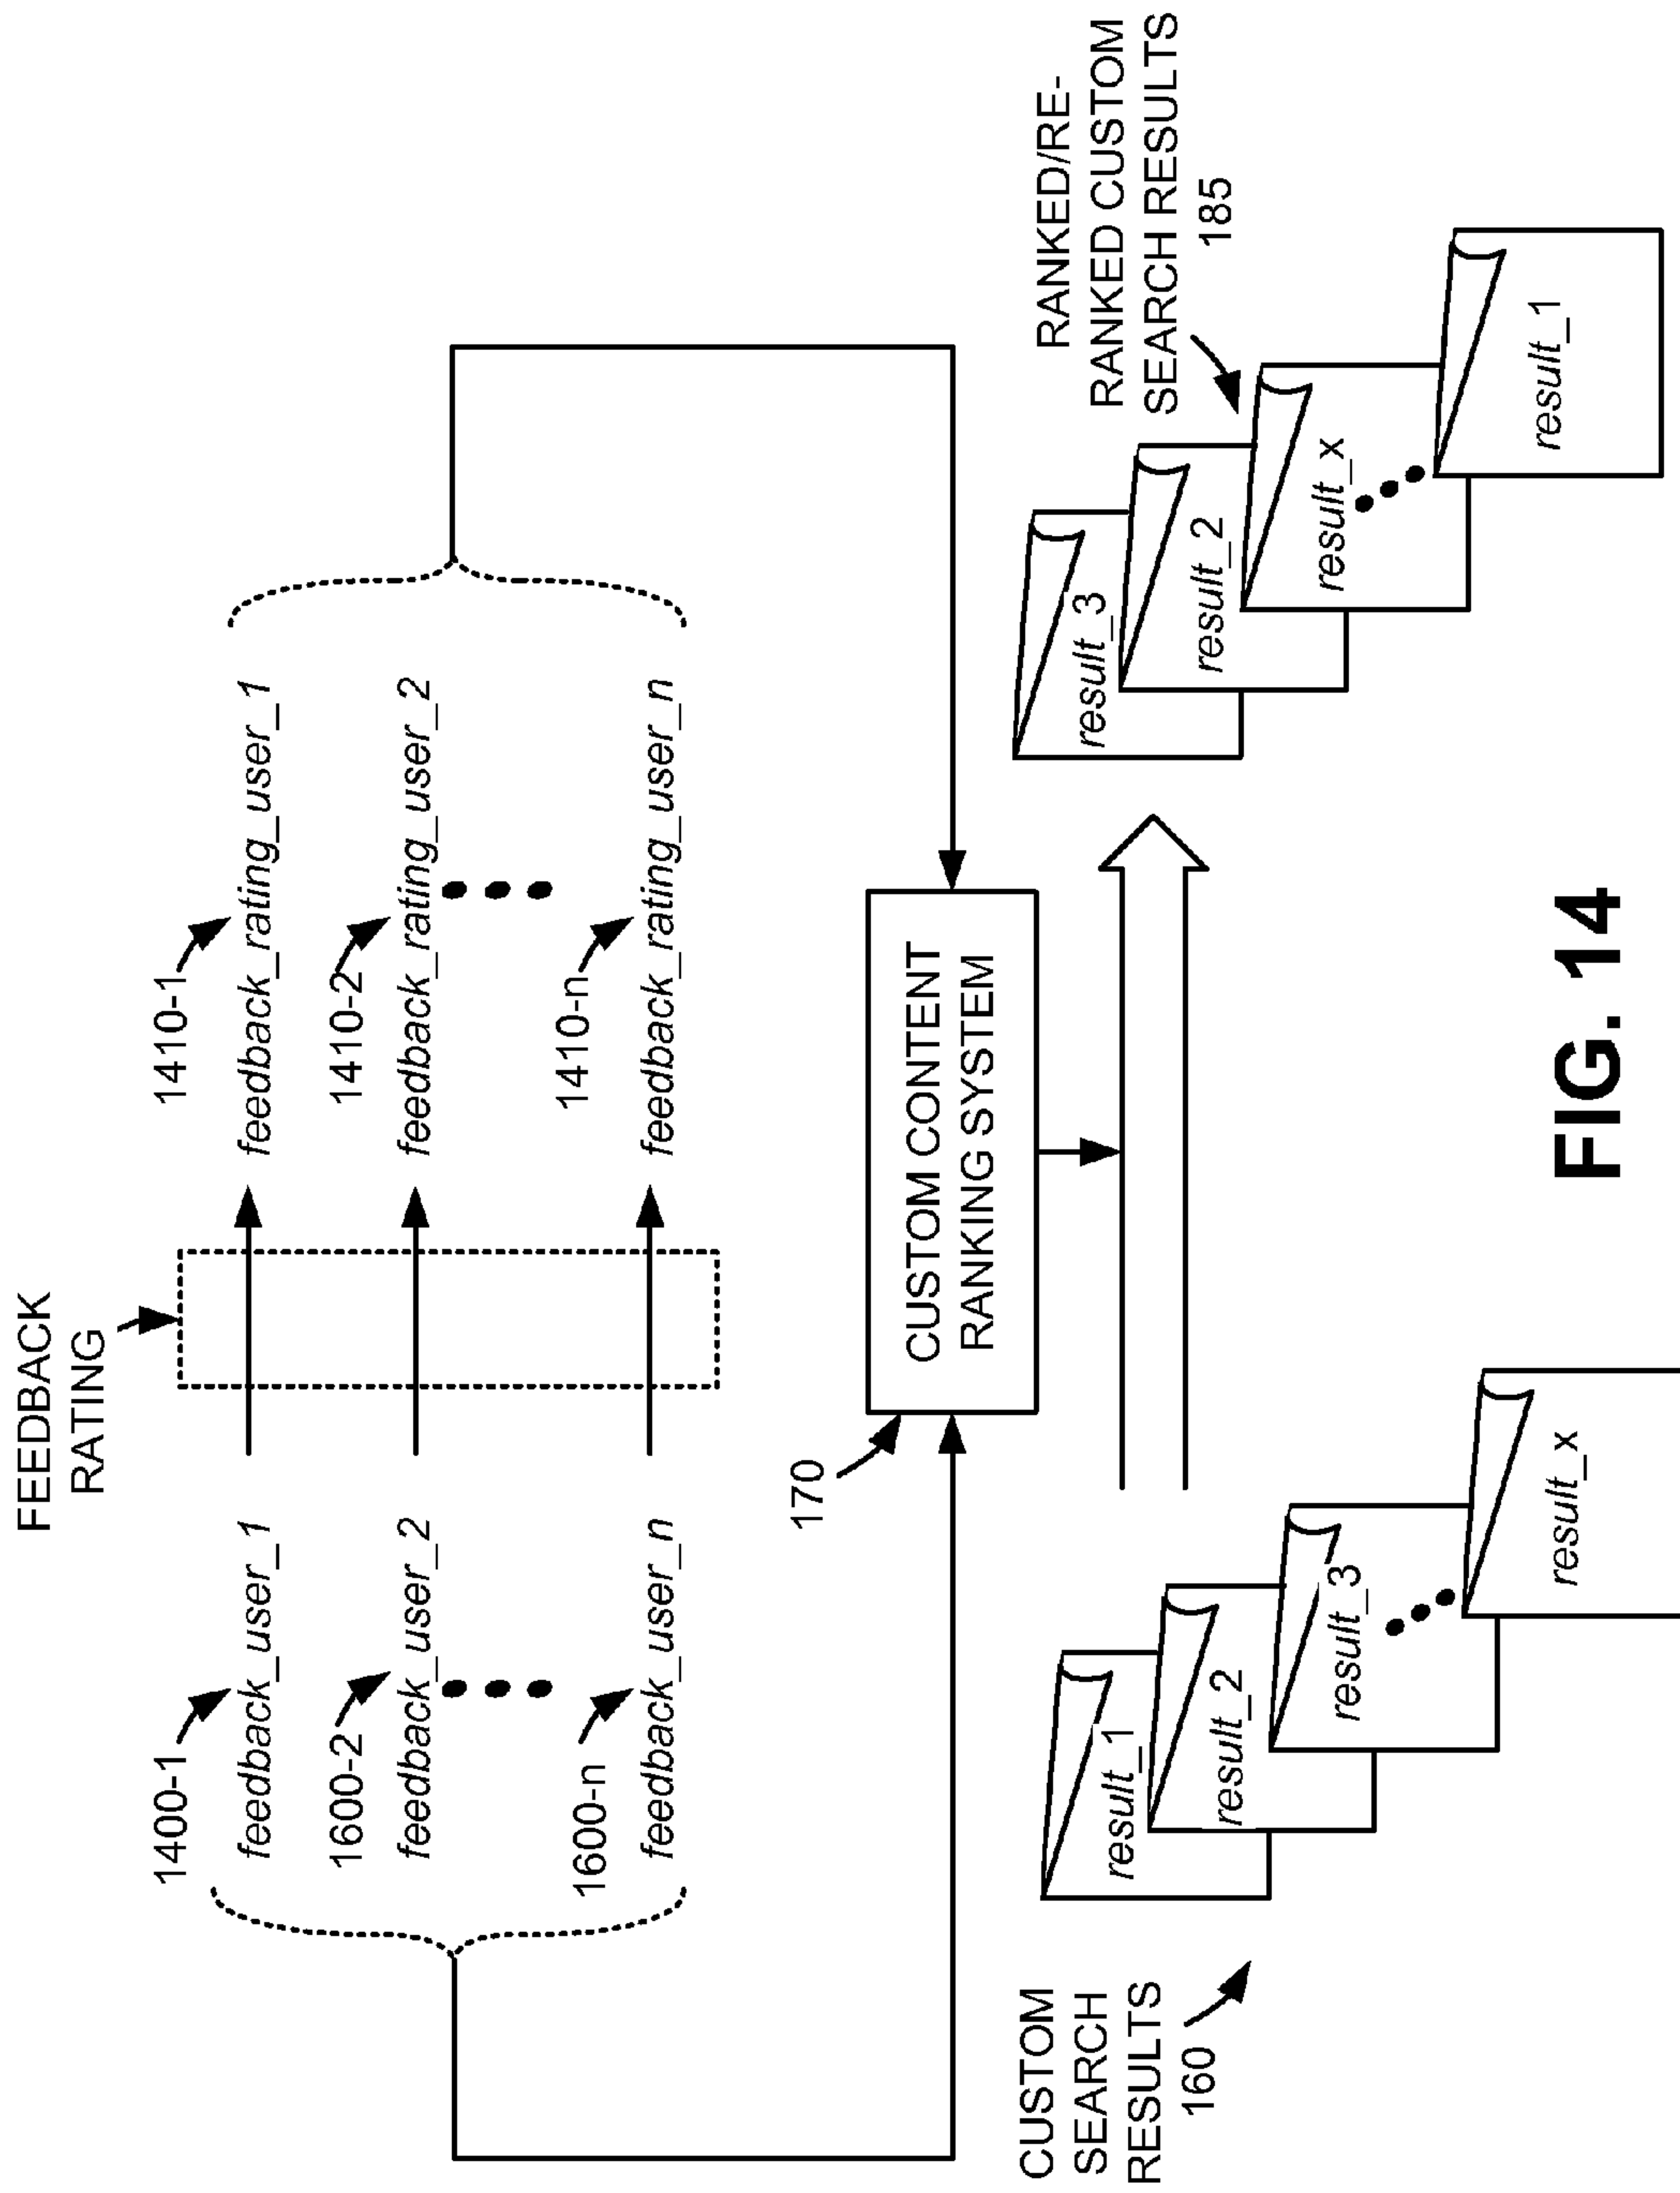 FEEDBACK
RATING
1400-1
feedback_user_1
1410-1
feedback_rating_user_1
1600-2
feedback_user_2
1410-2
feedback_rating_user_2
1600-n
feedback_user_n
1410-n
feedback_rating_user_n
170
CUSTOM CONTENT
RANKING SYSTEM
CUSTOM
SEARCH
RESULTS
160
result_1
result_2
result_3
result_x
RANKED/RE-
RANKED CUSTOM
SEARCH RESULTS
185
result_3
result_2
result_x
result_1
FIG. 14